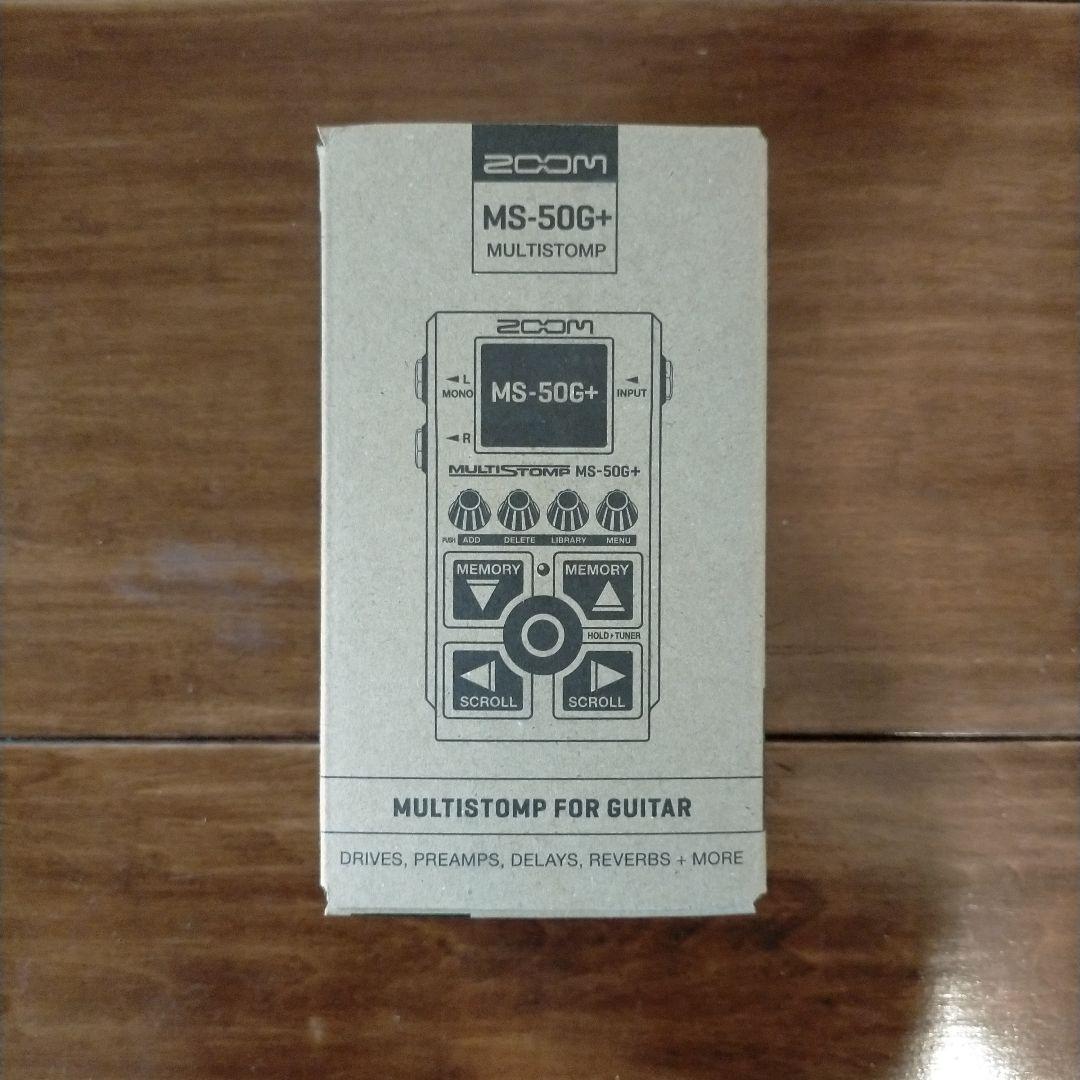 ZOOM
MS-50G+
MULTISTOMP
ZOOM
L
MONO
MS-50G+
INPUT
R
MULTISTOMP MS-50G+
PUSH ADD DELETE LIBRARY MENU
MEMORY MEMORY
HOLD TUNER
SCROLL SCROLL
MULTISTOMP FOR GUITAR
DRIVES, PREAMPS, DELAYS, REVERBS + MORE